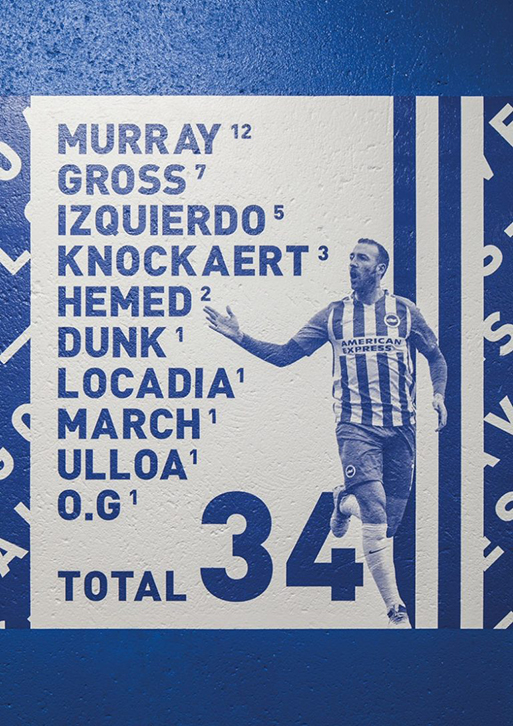 MURRAY 12
GROSS 7
IZQUIERDO 5
KNOCKAERT 3
HEMED 2
DUNK 1
LOCADIA 1
MARCH 1
ULLOA 1
O.G 1
TOTAL 34
AMERICAN
EXPRESS